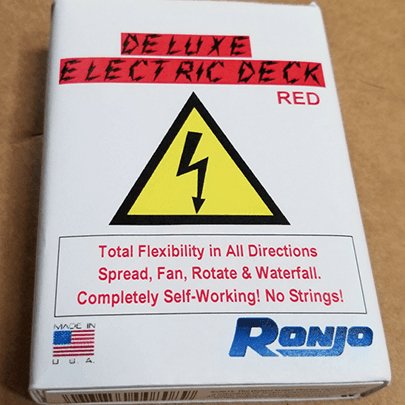 DELUXE
ELECTRIC DECK
RED
Total Flexibility in All Directions
Spread, Fan, Rotate & Waterfall.
Completely Self-Working! No Strings!
MADE IN
U.S.A.
RONJO